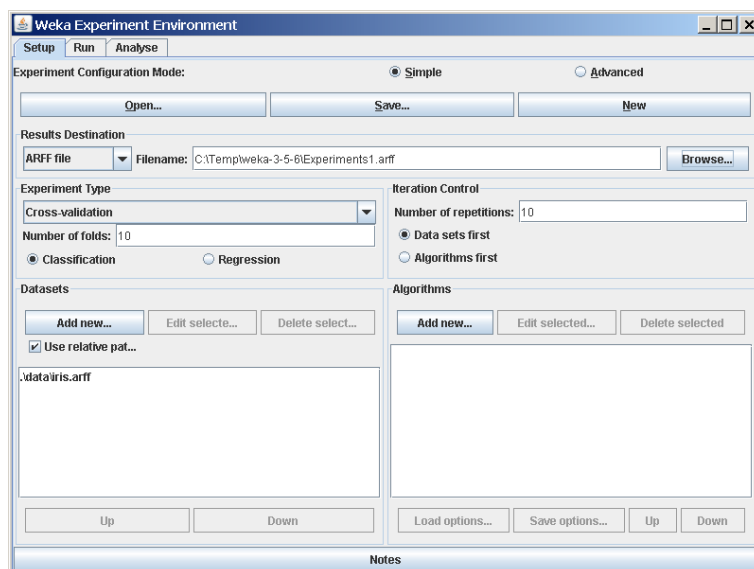 Weka Experiment Environment
Setup Run Analyse
Experiment Configuration Mode: Simple Advanced
Open... Save... New
Results Destination
ARFF file Filename: C:\Temp\weka-3-5-6\Experiments1.arff Browse...
Experiment Type
Cross-validation
Number of folds: 10
Classification Regression
Iteration Control
Number of repetitions: 10
Data sets first
Algorithms first
Datasets
Add new... Edit selecte... Delete select...
Use relative pat...
.\data\iris.arff
Up Down
Algorithms
Add new... Edit selected... Delete selected
Load options... Save options... Up Down
Notes